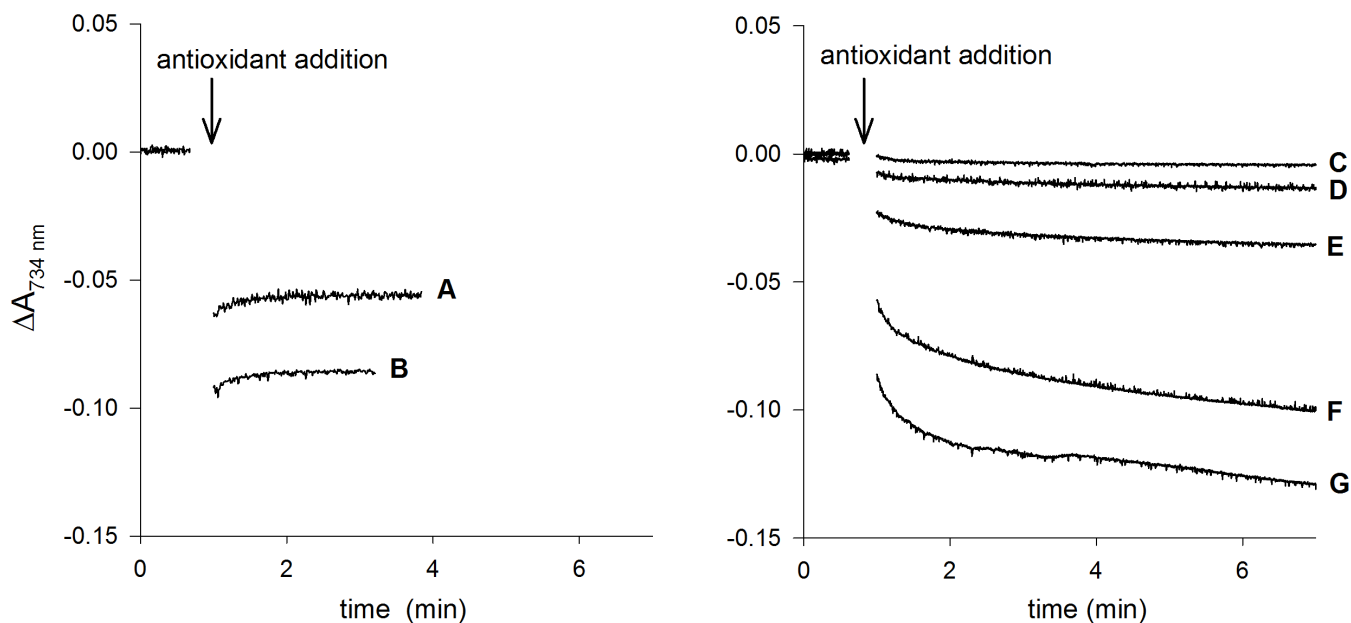 0.05
antioxidant addition
0.00
-0.05
A
B
-0.10
-0.15
0 2 4 6
time (min)
ΔA734 nm
0.05
antioxidant addition
0.00
C
D
E
-0.05
-0.10
F
G
-0.15
0 2 4 6
time (min)